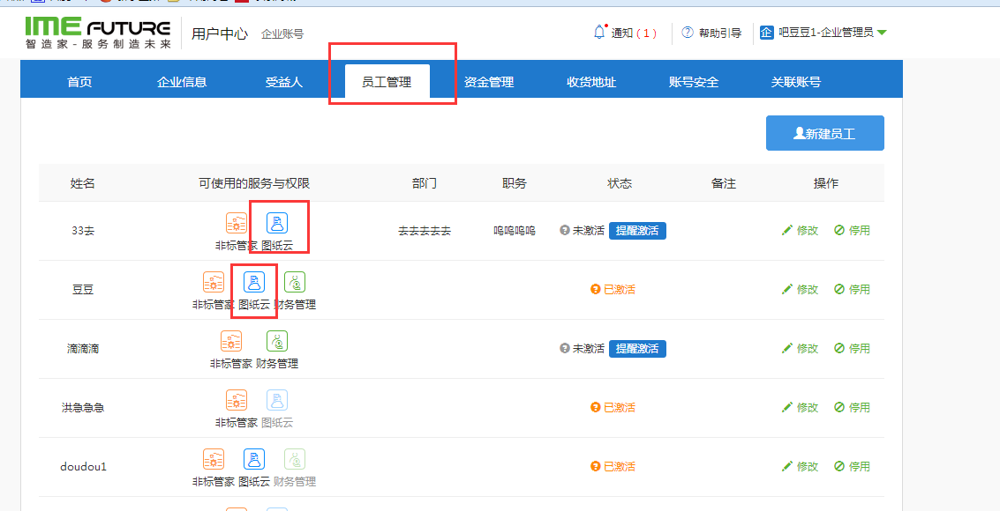 IME FUTURE
智造家-服务制造未来
用户中心 企业账号
通知（1） 帮助引导 企 吧豆豆1-企业管理员
首页 企业信息 受益人 员工管理 资金管理 收货地址 账号安全 关联账号
新建员工
姓名 可使用的服务与权限 部门 职务 状态 备注 操作
33去 非标管家 图纸云 去去去去去 呜呜呜呜 未激活 提醒激活 修改 停用
豆豆 非标管家 图纸云 财务管理 已激活 修改 停用
滴滴滴 非标管家 财务管理 未激活 提醒激活 修改 停用
洪急急急 非标管家 图纸云 已激活 修改 停用
doudou1 非标管家 图纸云 财务管理 已激活 修改 停用